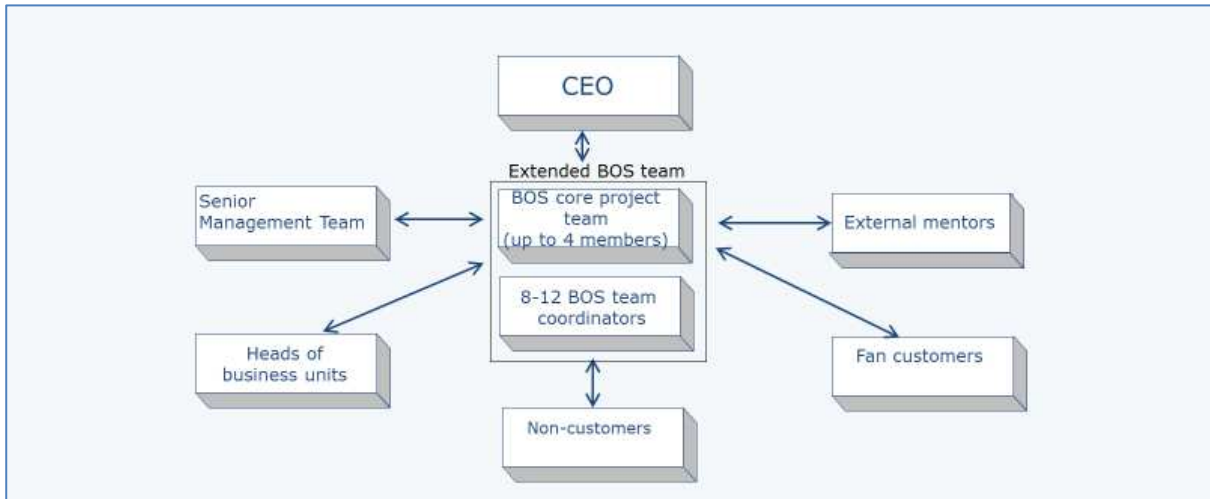 CEO
Extended BOS team
BOS core project
team
(up to 4 members)
8-12 BOS team
coordinators
Senior
Management Team
External mentors
Heads of
business units
Fan customers
Non-customers